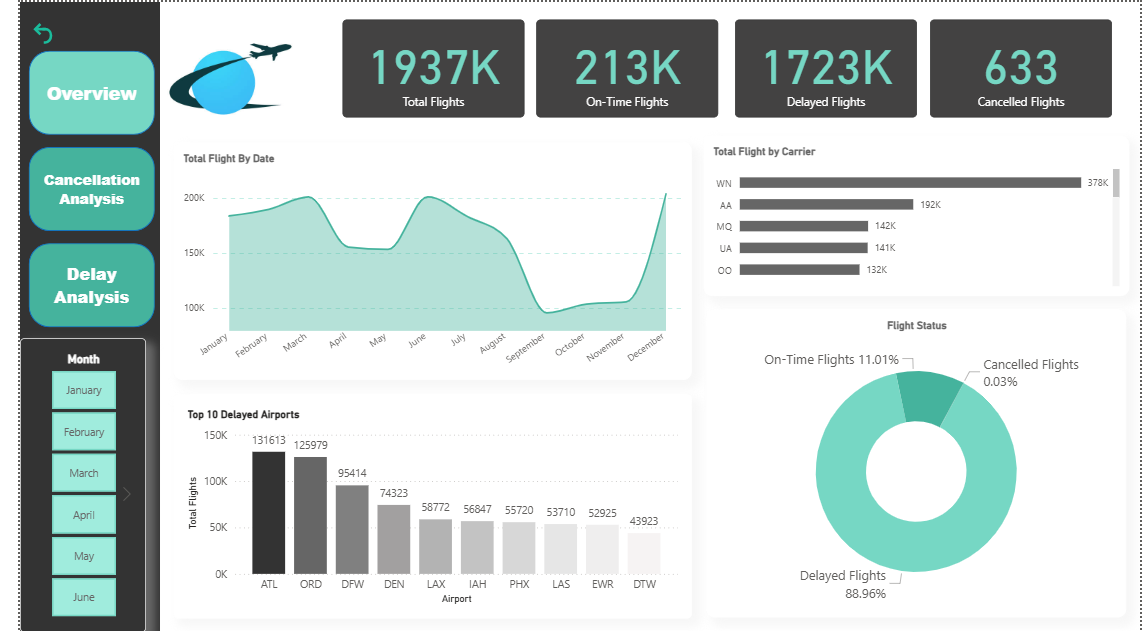 Overview
Cancellation
Analysis
Delay
Analysis
Month
January
February
March
April
May
June
1937K
Total Flights
213K
On-Time Flights
1723K
Delayed Flights
633
Cancelled Flights
Total Flight By Date
200K
150K
100K
January
February
March
April
May
June
July
August
September
October
November
December
Total Flight by Carrier
WN 378K
AA 192K
MQ 142K
UA 141K
OO 132K
Top 10 Delayed Airports
Total Flights
150K
100K
50K
0K
131613 125979 95414 74323 58772 56847 55720 53710 52925 43923
ATL ORD DFW DEN LAX IAH PHX LAS EWR DTW
Airport
Flight Status
On-Time Flights 11.01%
Cancelled Flights
0.03%
Delayed Flights
88.96%